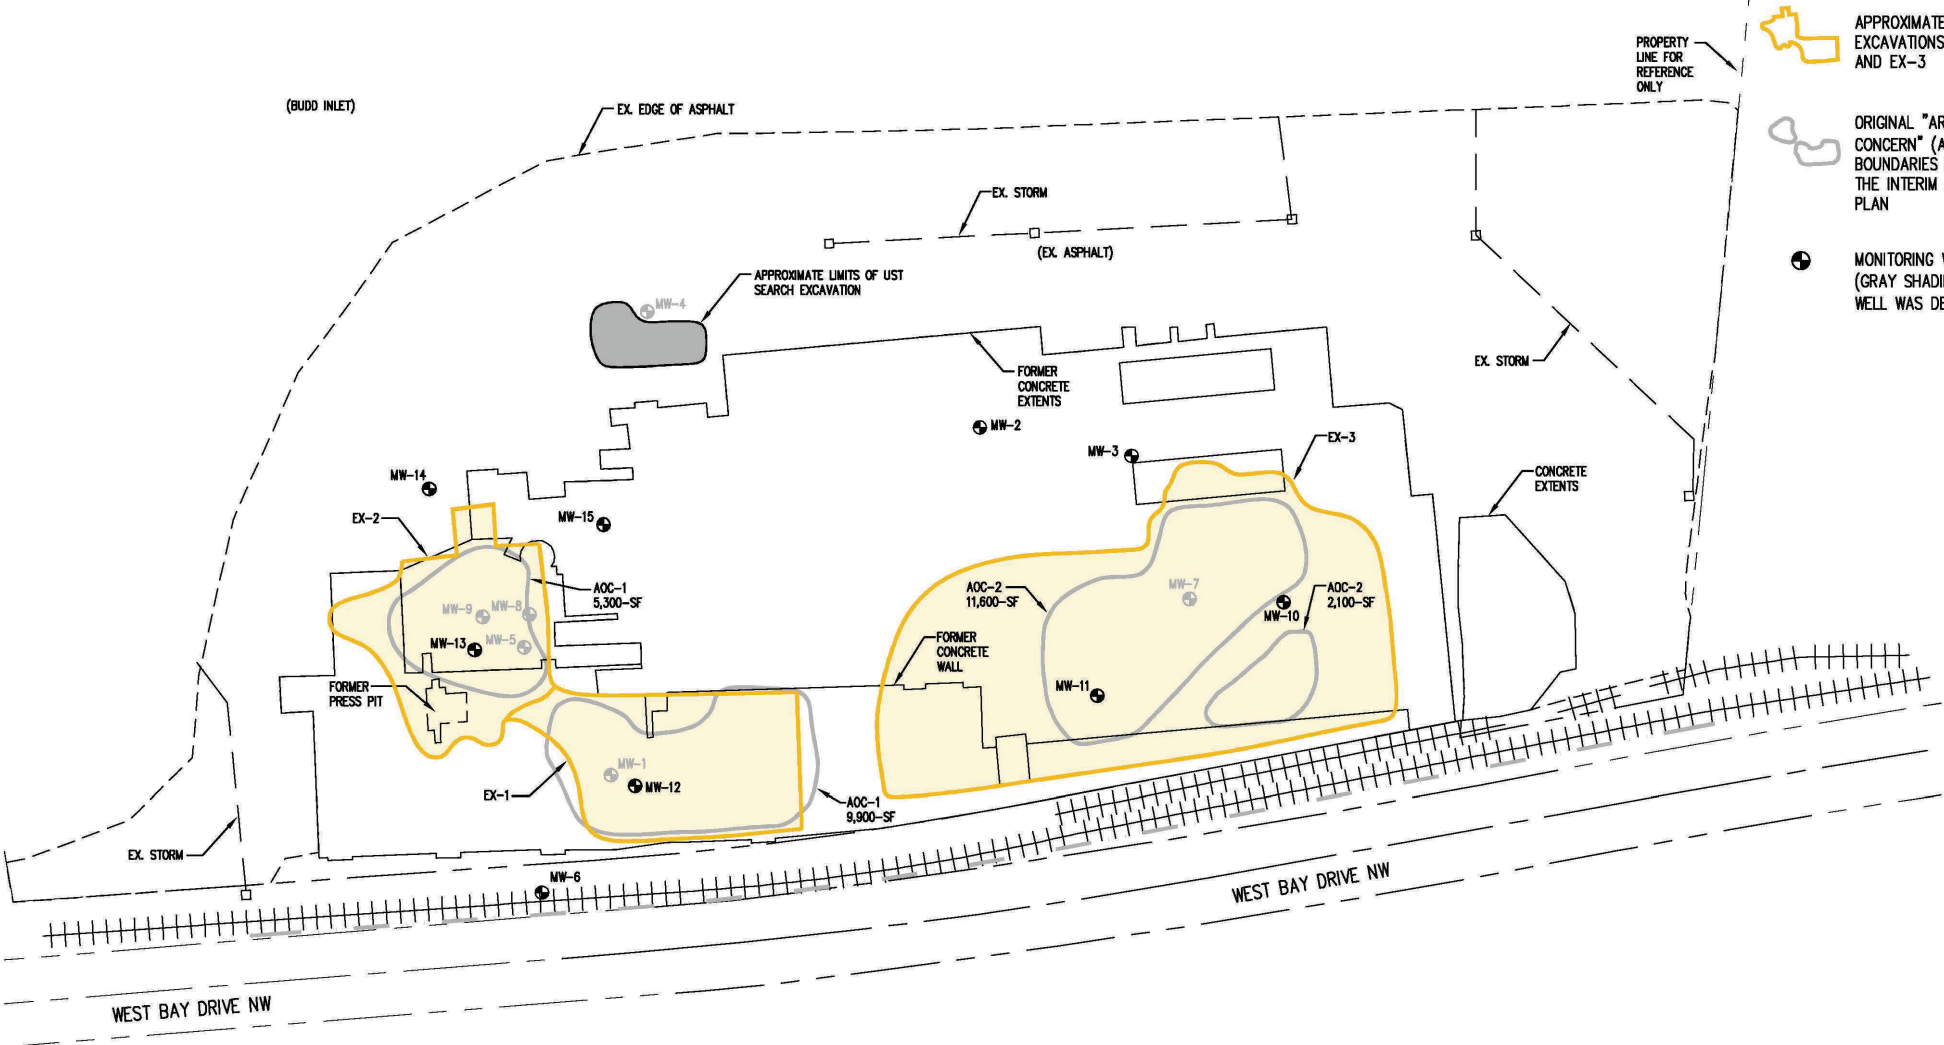 APPROXIMATE
EXCAVATIONS
AND EX-3
PROPERTY
LINE FOR
REFERENCE
ONLY
(BUDD INLET)
EX. EDGE OF ASPHALT
ORIGINAL "AR
CONCERN" (A
BOUNDARIES
THE INTERIM
PLAN
EX. STORM
(EX. ASPHALT)
MONITORING
(GRAY SHADI
WELL WAS DE
APPROXIMATE LIMITS OF UST
SEARCH EXCAVATION
MW-4
EX. STORM
FORMER
CONCRETE
EXTENTS
MW-2
MW-3
EX-3
CONCRETE
EXTENTS
MW-14
EX-2
MW-15
AOC-1
5,300-SF
MW-9
MW-8
MW-13
MW-5
AOC-2
11,600-SF
MW-7
AOC-2
2,100-SF
MW-10
FORMER
CONCRETE
WALL
FORMER
PRESS PIT
MW-11
MW-1
MW-12
EX-1
AOC-1
9,900-SF
EX. STORM
MW-6
WEST BAY DRIVE NW
WEST BAY DRIVE NW